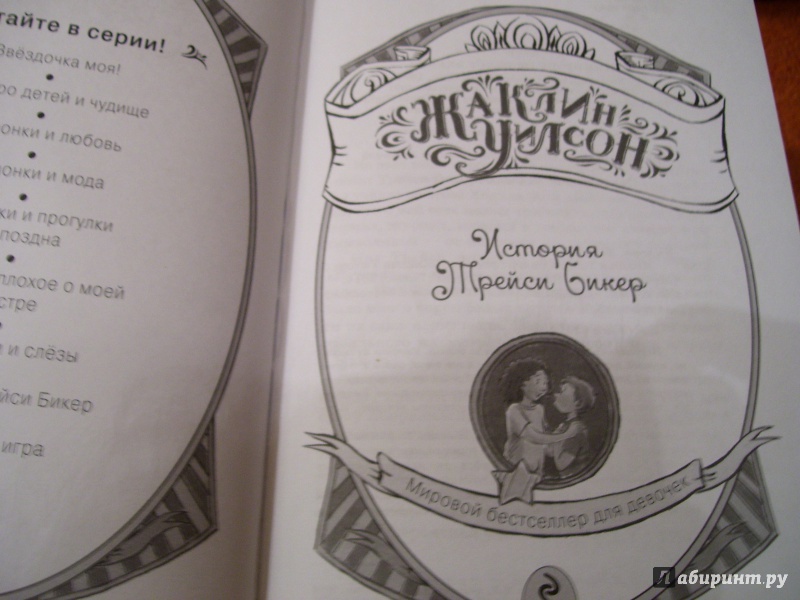 тайте в серии!
Звёздочка моя!
ро детей и чудище
онки и любовь
онки и мода
ки и прогулки
поздна
плохое о моей
стре
и и слёзы
йси Бикер
игра
ЖАКЛИН
УИЛСОН
История
Трейси Бикер
Мировой бестселлер для девочек
Лабиринт.ру